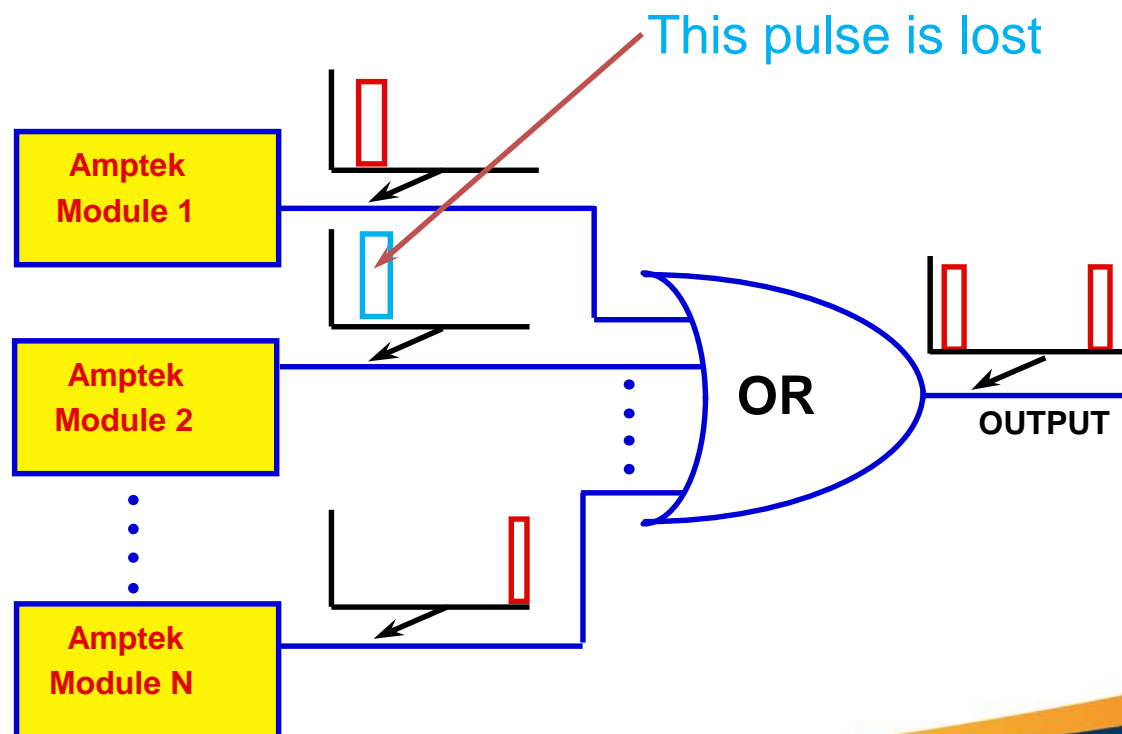 This pulse is lost
Amptek
Module 1
Amptek
Module 2
OR
OUTPUT
Amptek
Module N